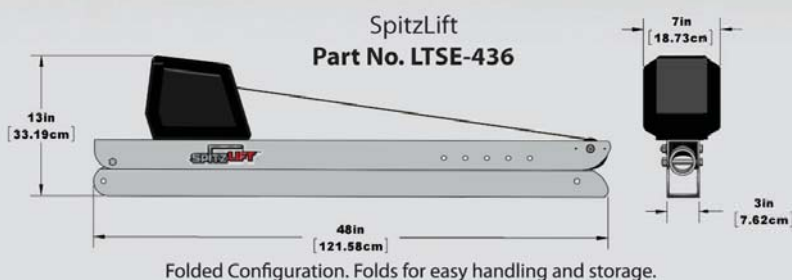 SpitzLift
Part No. LTSE-436
7in
[18.73cm]
13in
[33.19cm]
SPITZLIFT
3in
[7.62cm]
48in
[121.58cm]
Folded Configuration. Folds for easy handling and storage.